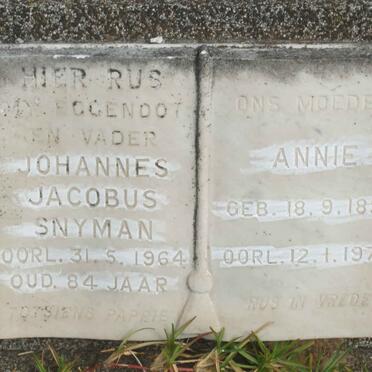 HIER RUS
EGGENOOT
EN VADER
JOHANNES
JACOBUS
SNYMAN
OORL. 31.5.1964
OUD. 84 JAAR
TOTSIENS PAPPIE
ONS MOEDE
ANNIE
GEB. 18.9.18
OORL. 12.1.197
RUS IN VREDE